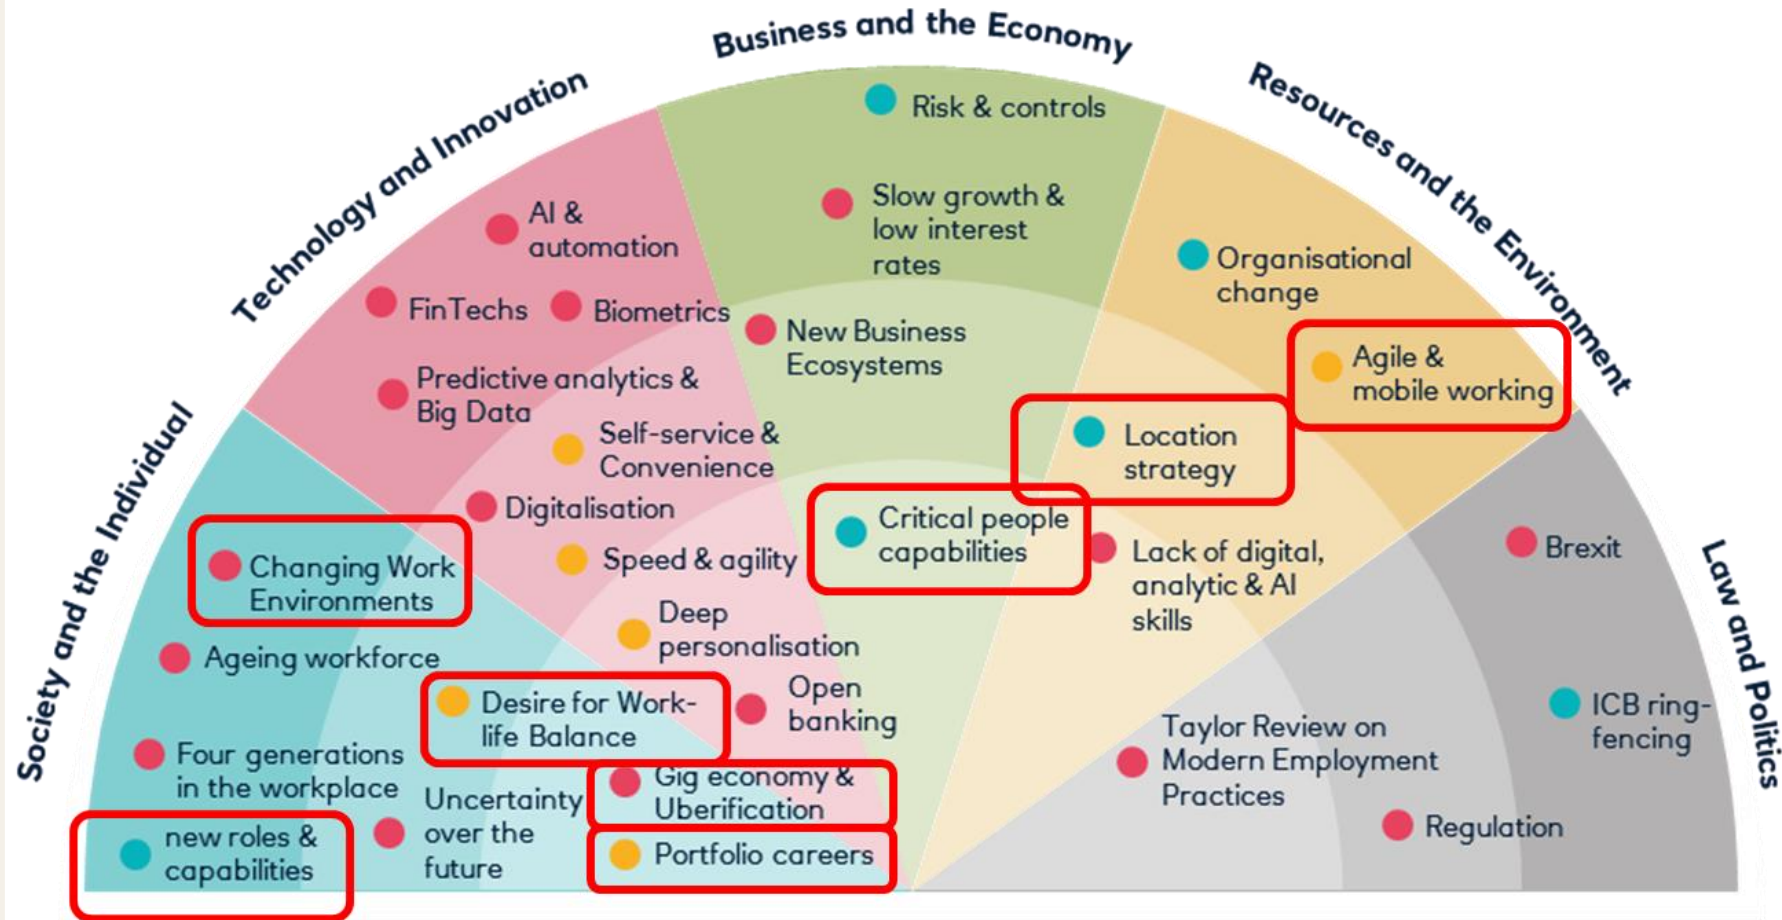 Society and the Individual
Technology and Innovation
Business and the Economy
Resources and the Environment
Law and Politics
Changing Work
Environments
Ageing workforce
Four generations
in the workplace
new roles &
capabilities
Desire for Work-
life Balance
Uncertainty
over the
future
Gig economy &
Uberification
Portfolio careers
AI &
automation
FinTechs
Biometrics
Predictive analytics &
Big Data
Self-service &
Convenience
Digitalisation
Speed & agility
Deep
personalisation
Open
banking
Risk & controls
Slow growth &
low interest
rates
New Business
Ecosystems
Critical people
capabilities
Organisational
change
Agile &
mobile working
Location
strategy
Lack of digital,
analytic & AI
skills
Brexit
ICB ring-
fencing
Taylor Review on
Modern Employment
Practices
Regulation